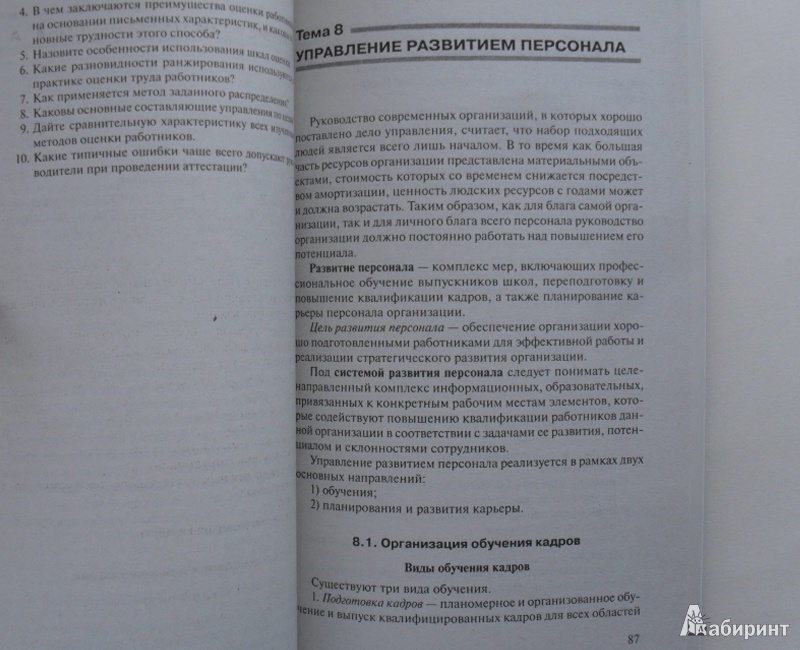 4. В чем заключаются преимущества оценки
на основании письменных характеристик, в
новные трудности этого способа?
5. Назовите особенности использования шкал оценок
6. Какие разновидности ранжирования
практике оценки труда работников?
7. Как применяется метод заданного распределения?
8. Каковы основные составляющие управления по
9. Дайте сравнительную характеристику всех
методов оценки работников.
10. Какие типичные ошибки чаще всего допускают
водители при проведении аттестации?
Тема 8
УПРАВЛЕНИЕ РАЗВИТИЕМ ПЕРСОНАЛА
Руководство современных организаций, в которых хорошо
поставлено дело управления, считает, что набор подходящих
людей является всего лишь началом. В то время как большая
часть ресурсов организации представлена материальными объ-
ектами, стоимость которых со временем снижается посредст-
вом амортизации, ценность людских ресурсов с годами может
и должна возрастать. Таким образом, как для блага самой орга-
низации, так и для личного блага всего персонала руководство
организации должно постоянно работать над повышением его
потенциала.
Развитие персонала — комплекс мер, включающих профес-
сиональное обучение выпускников школ, переподготовку и
повышение квалификации кадров, а также планирование ка-
рьеры персонала организации.
Цель развития персонала — обеспечение организации хоро-
шо подготовленными работниками для эффективной работы и
реализации стратегического развития организации.
Под системой развития персонала следует понимать целе-
направленный комплекс информационных, образовательных,
привязанных к конкретным рабочим местам элементов, кото-
рые содействуют повышению квалификации работников дан-
ной организации в соответствии с задачами ее развития, потен-
циалом и склонностями сотрудников.
Управление развитием персонала реализуется в рамках двух
основных направлений:
1) обучения;
2) планирования и развития карьеры.
8.1. Организация обучения кадров
Виды обучения кадров
Существуют три вида обучения.
1. Подготовка кадров — планомерное и организованное обу-
чение и выпуск квалифицированных кадров для всех областей
87
Лабиринт